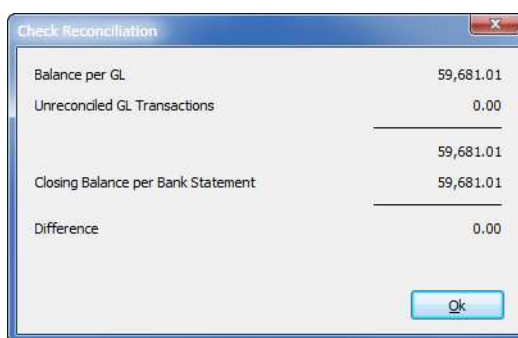 Check Reconciliation
Balance per GL 59,681.01
Unreconciled GL Transactions 0.00
59,681.01
Closing Balance per Bank Statement 59,681.01
Difference 0.00
Ok